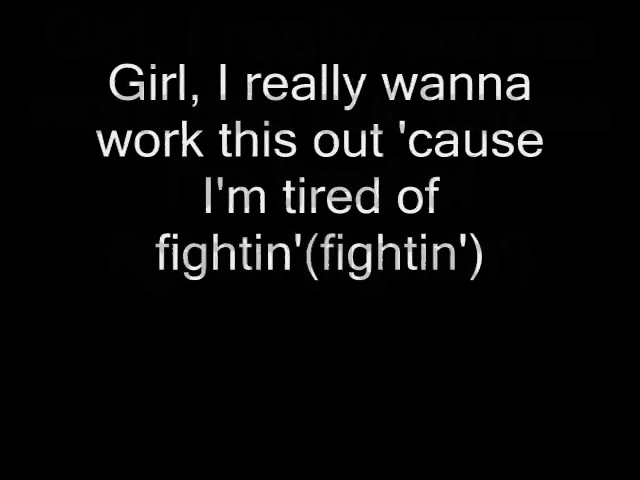 Girl, I really wanna
work this out 'cause
I'm tired of
fightin'(fightin')